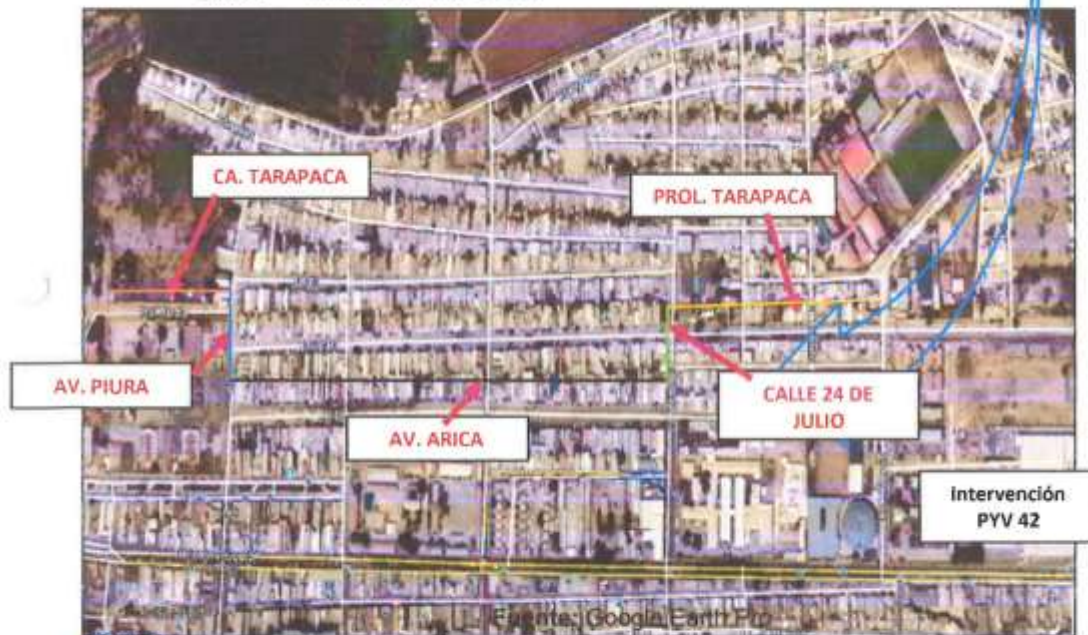 CA. TARAPACA
PROL. TARAPACA
AV. PIURA
AV. ARICA
CALLE 24 DE
JULIO
Intervención
PYV 42
Fuente: Google Earth Pro